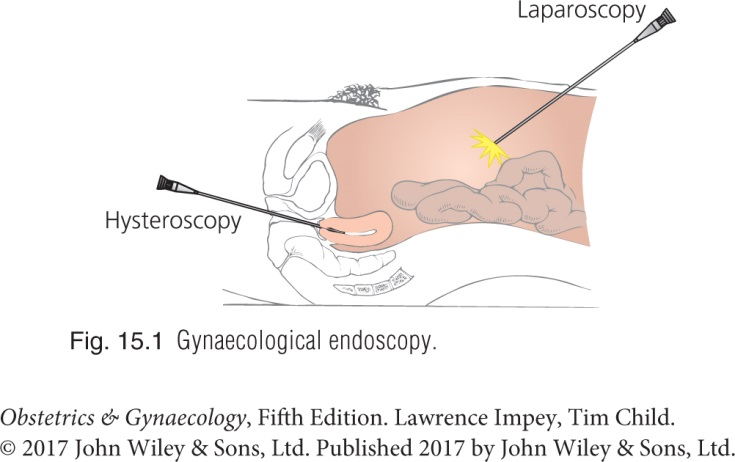 Laparoscopy
Hysteroscopy
Fig. 15.1 Gynaecological endoscopy.
Obstetrics & Gynaecology, Fifth Edition. Lawrence Impey, Tim Child.
© 2017 John Wiley & Sons, Ltd. Published 2017 by John Wiley & Sons, Ltd.